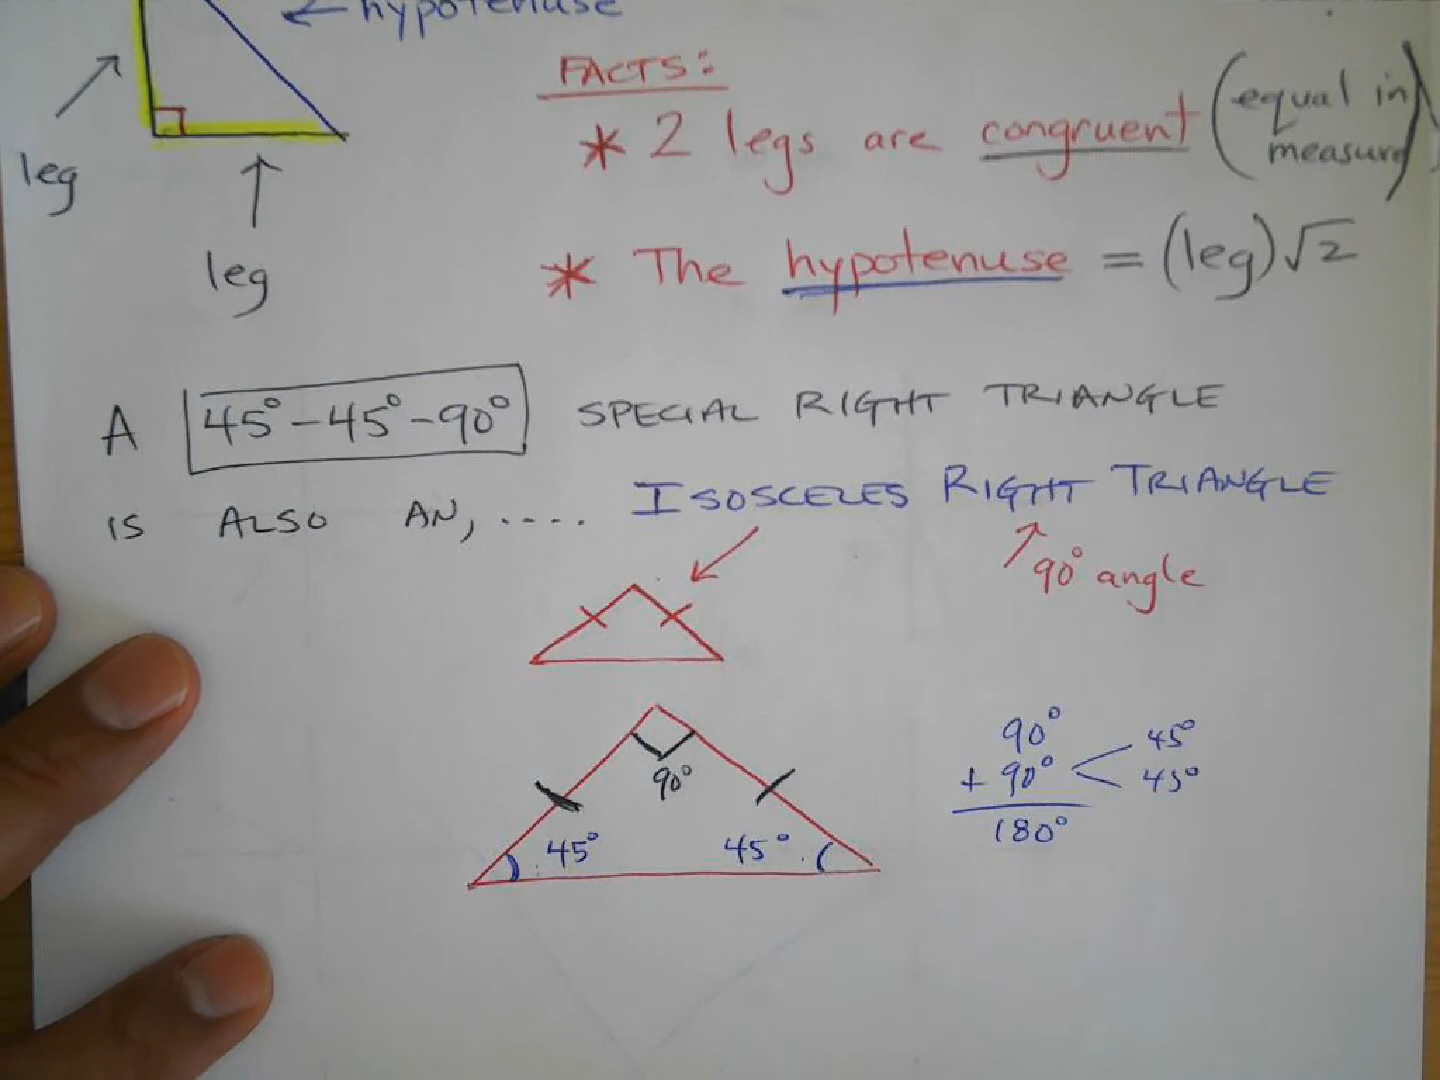 hypotenuse
leg
leg
FACTS:
* 2 legs are congruent (equal in measure)
* The hypotenuse = (leg)√2
A 45°-45°-90° SPECIAL RIGHT TRIANGLE
IS ALSO AN, .... ISOSCELES RIGHT TRIANGLE
90° angle
90°
45° 45°
90°
+ 90° < 45° 45°
180°